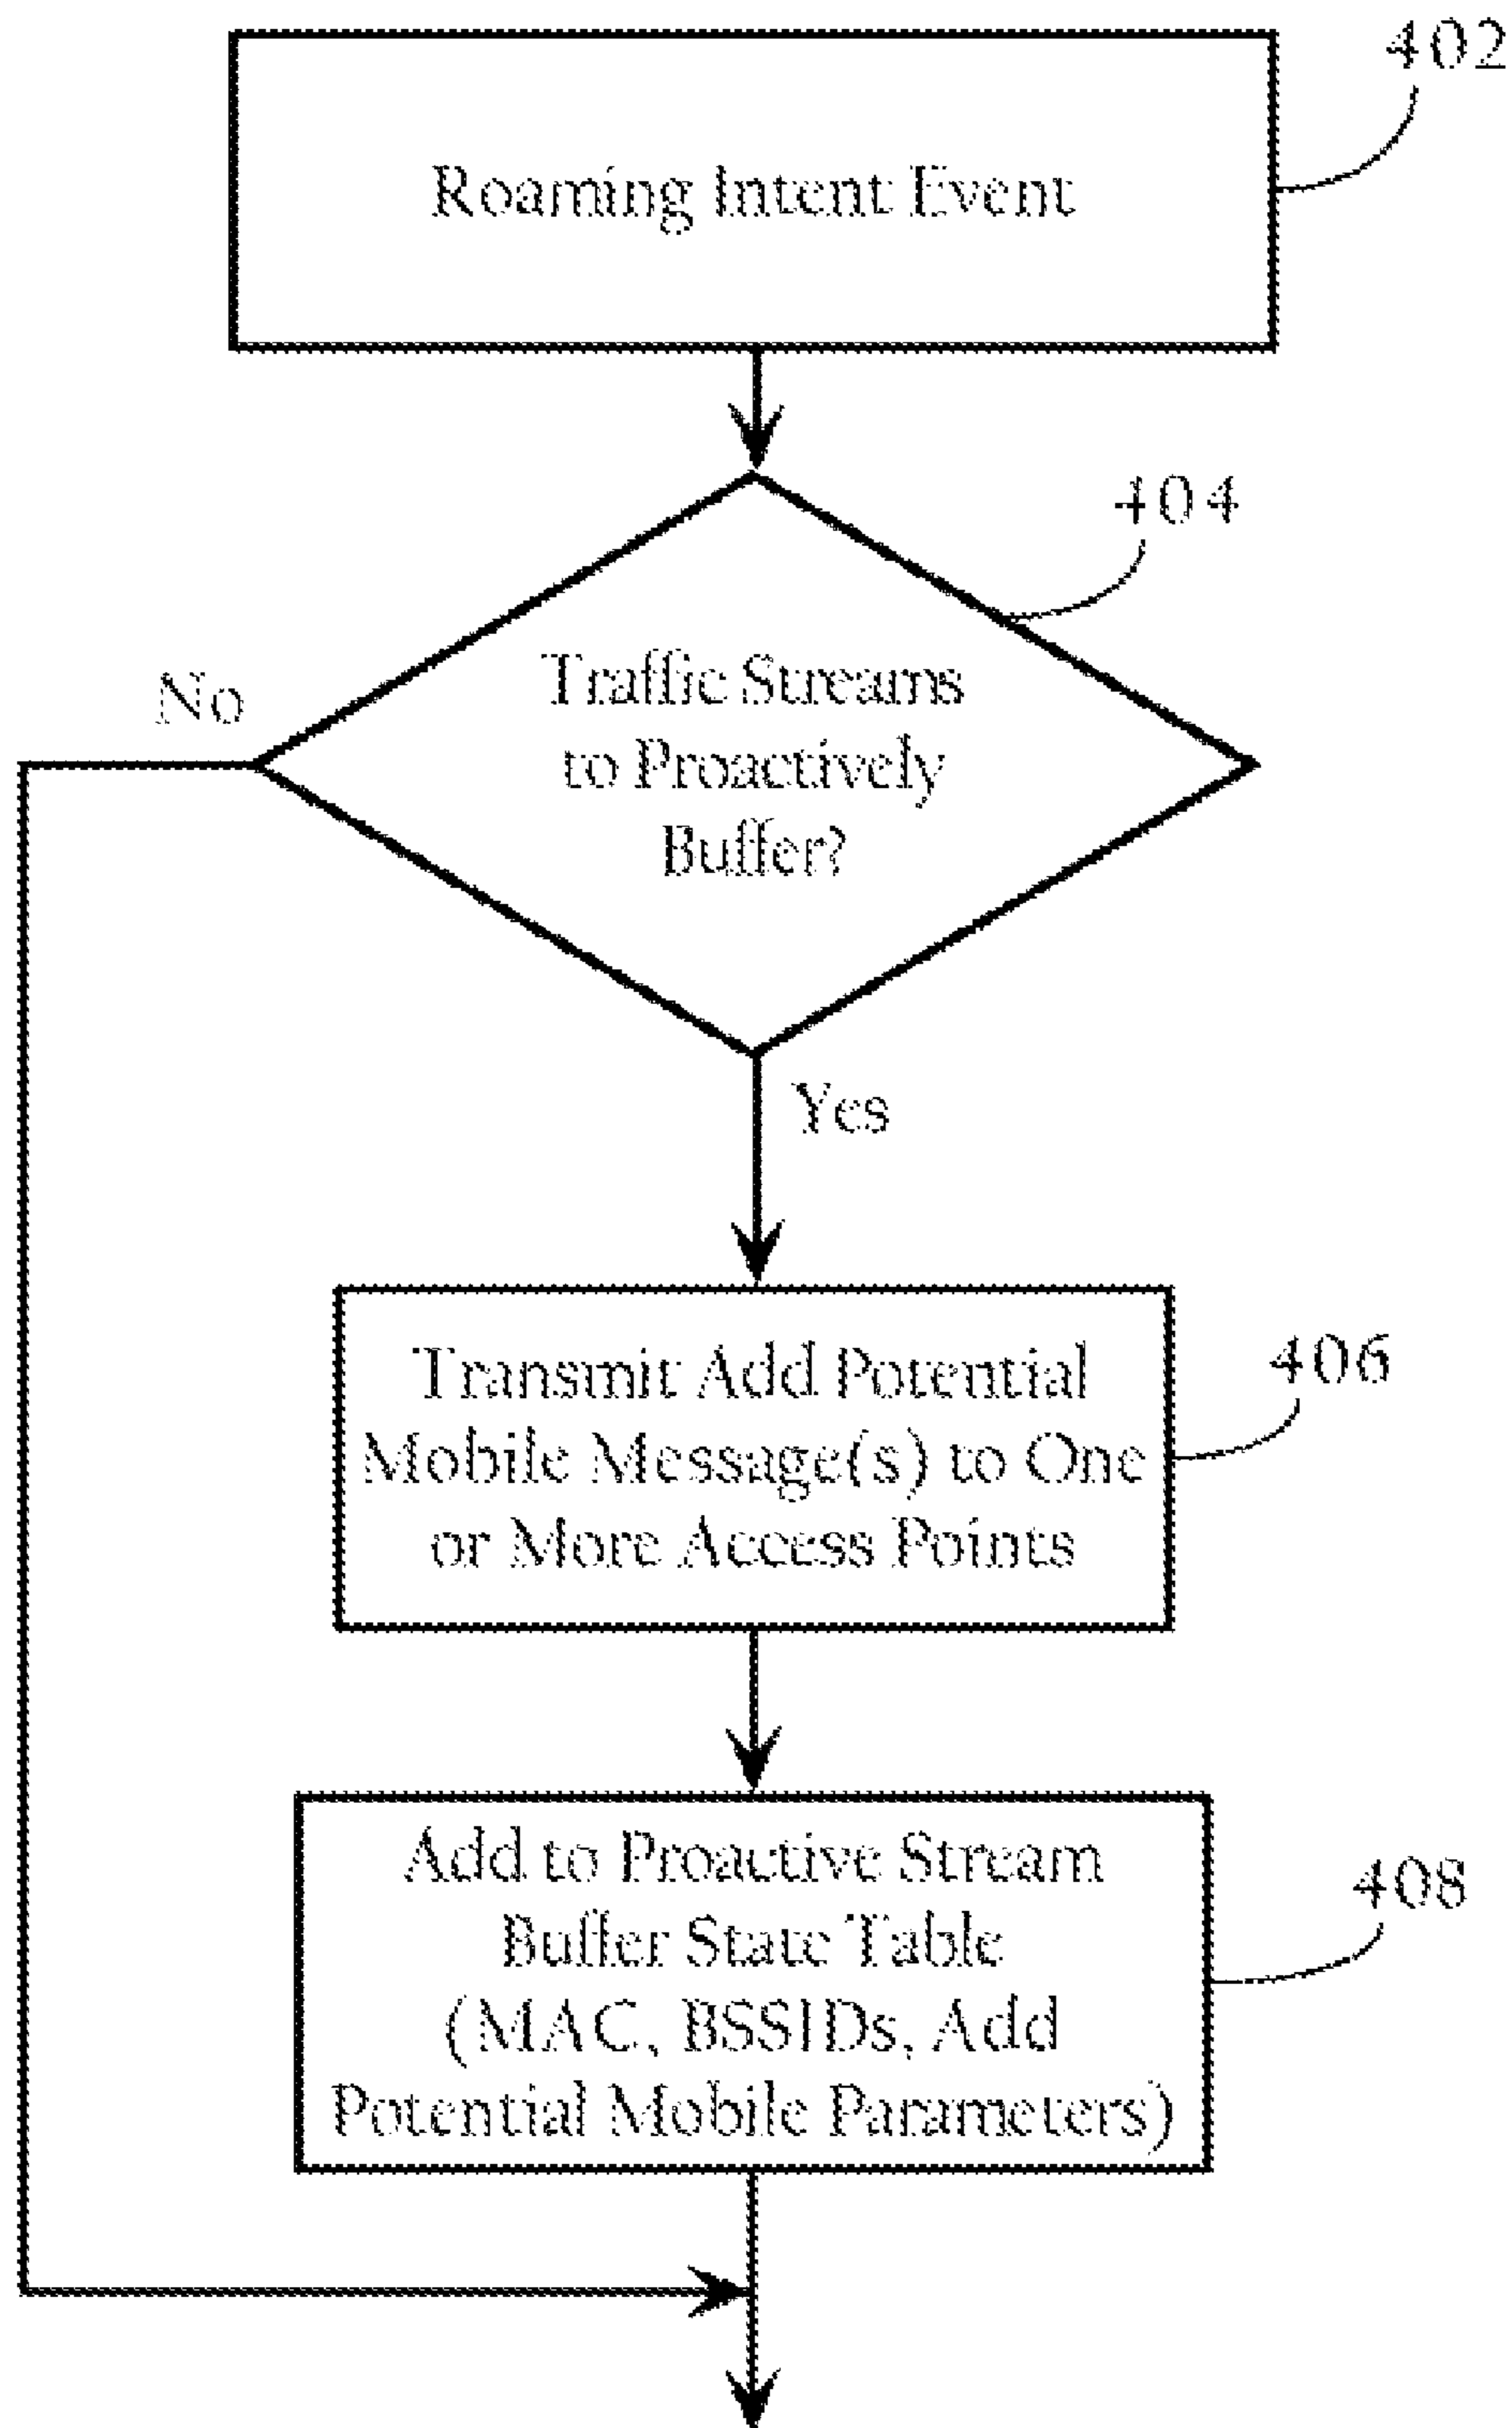 402
Roaming Intent Event
404
No
Traffic Streams
to Proactively
Buffer?
Yes
406
Transmit Add Potential
Mobile Message(s) to One
or More Access Points
408
Add to Proactive Stream
Buffer State Table
(MAC, BSSIDs, Add
Potential Mobile Parameters)